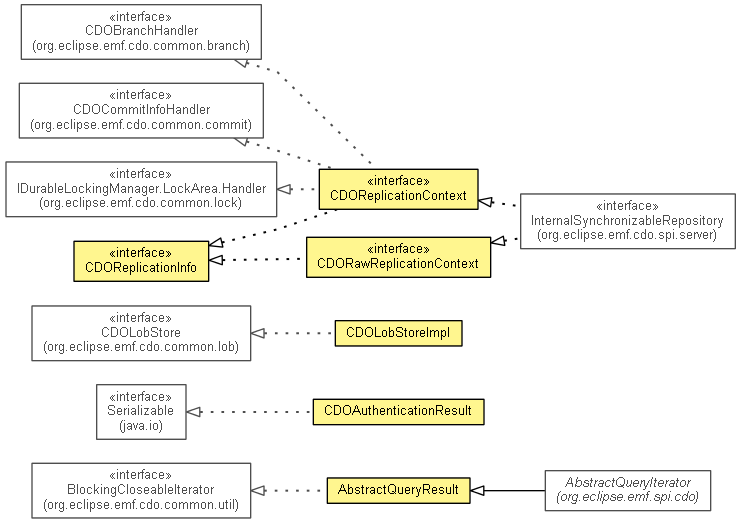 «interface»
CDOBranchHandler
(org.eclipse.emf.cdo.common.branch)
«interface»
CDOCommitInfoHandler
(org.eclipse.emf.cdo.common.commit)
«interface»
IDurableLockingManager.LockArea.Handler
(org.eclipse.emf.cdo.common.lock)
«interface»
CDOReplicationContext
«interface»
InternalSynchronizableRepository
(org.eclipse.emf.cdo.spi.server)
«interface»
CDOReplicationInfo
«interface»
CDORawReplicationContext
«interface»
CDOLobStore
(org.eclipse.emf.cdo.common.lob)
CDOLobStoreImpl
«interface»
Serializable
(java.io)
CDOAuthenticationResult
«interface»
BlockingCloseableIterator
(org.eclipse.emf.cdo.common.util)
AbstractQueryResult
AbstractQueryIterator
(org.eclipse.emf.spi.cdo)